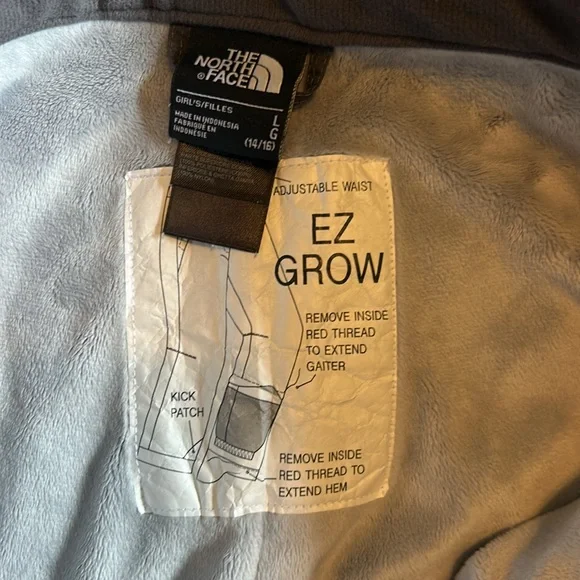 THE
NORTH
FACE
®
GIRL'S/FILLES
MADE IN INDONESIA
FABRIQUÉ EN
INDONÉSIE
L
G
(14/16)
ADJUSTABLE WAIST
EZ
GROW
REMOVE INSIDE
RED THREAD
TO EXTEND
GAITER
KICK
PATCH
REMOVE INSIDE
RED THREAD TO
EXTEND HEM